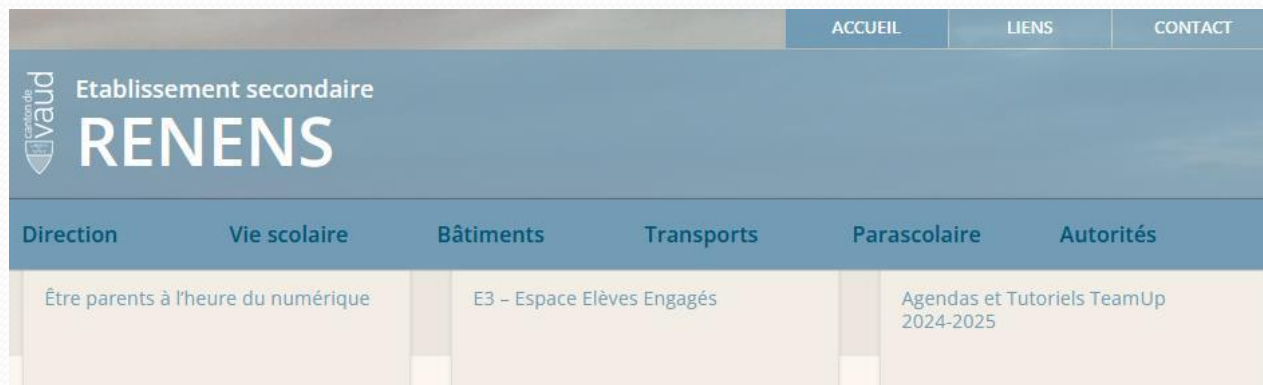 ACCUEIL LIENS CONTACT
canton de
vaud
Etablissement secondaire
RENENS
Direction Vie scolaire Bâtiments Transports Parascolaire Autorités
Être parents à l'heure du numérique
E3 – Espace Elèves Engagés
Agendas et Tutoriels TeamUp
2024-2025